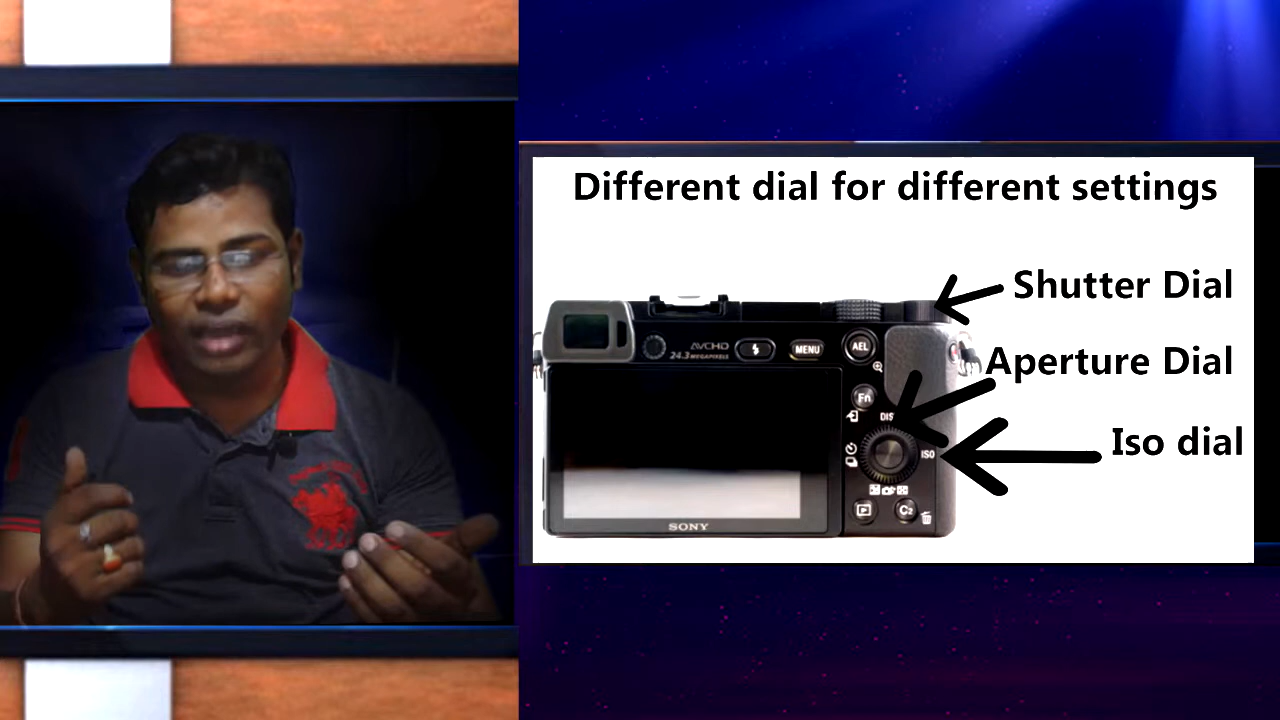 Different dial for different settings
Shutter Dial
AVCHD
24.3 MEGAPIXELS
MENU
AEL
Aperture Dial
Fn
DIS
Iso dial
ISO
C2
SONY